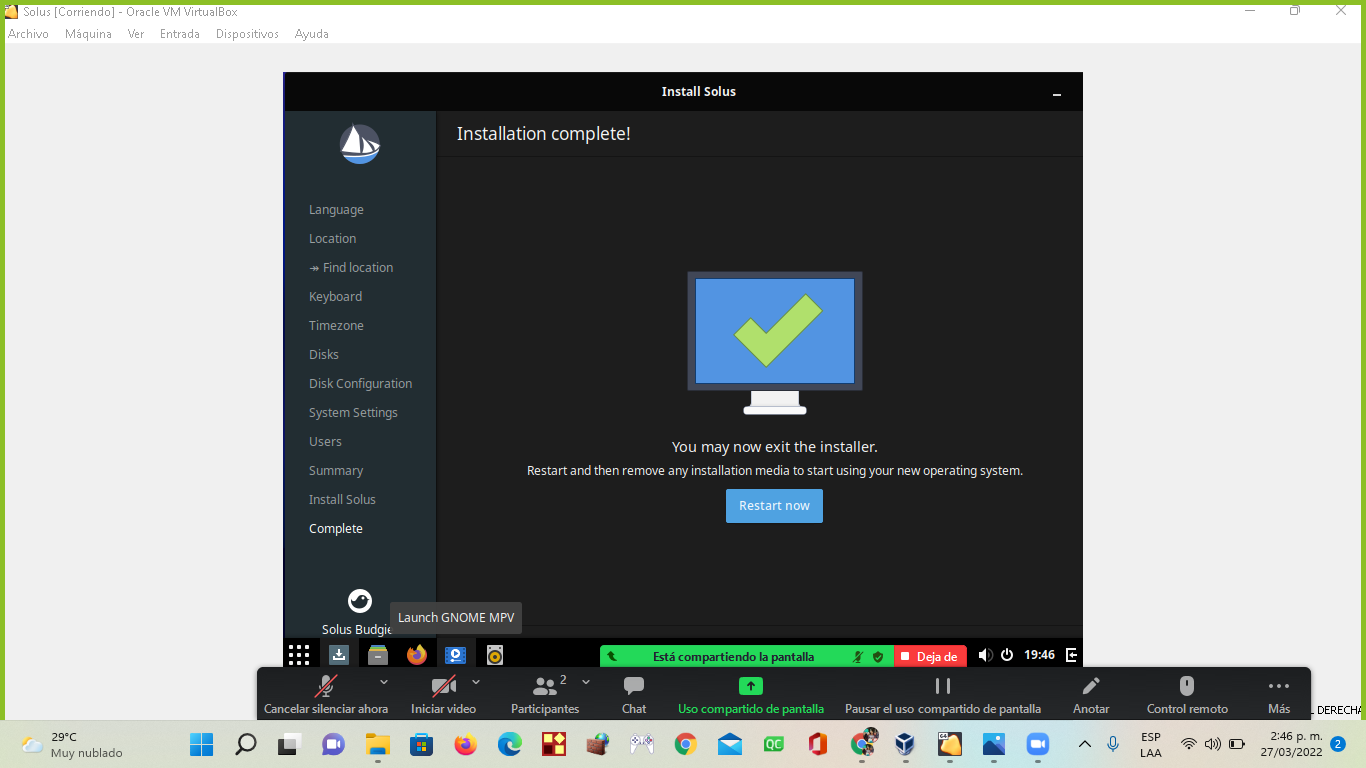 Solus [Corriendo] - Oracle VM VirtualBox
Archivo Máquina Ver Entrada Dispositivos Ayuda
Install Solus
Installation complete!
Language
Location
↠ Find location
Keyboard
Timezone
Disks
Disk Configuration
System Settings
Users
Summary
Install Solus
Complete
You may now exit the installer.
Restart and then remove any installation media to start using your new operating system.
Restart now
Solus Budgie
Launch GNOME MPV
Está compartiendo la pantalla
Deja de
19:46
2
Cancelar silenciar ahora Iniciar video Participantes Chat Uso compartido de pantalla Pausar el uso compartido de pantalla Anotar Control remoto Más
L DERECHA
29°C
Muy nublado
QC
ESP
LAA
2:46 p. m.
27/03/2022
2